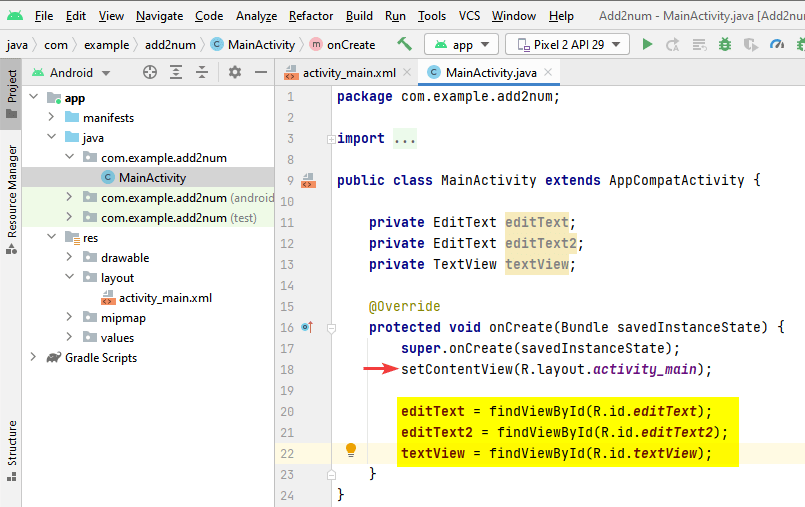 File Edit View Navigate Code Analyze Refactor Build Run Tools VCS Window Help Add2num - MainActivity.java [Add2nur
java com example add2num MainActivity onCreate app Pixel 2 API 29
Project
Resource Manager
Structure
Android
app
manifests
java
com.example.add2num
MainActivity
com.example.add2num (android
com.example.add2num (test)
res
drawable
layout
activity_main.xml
mipmap
values
Gradle Scripts
activity_main.xml MainActivity.java
1 package com.example.add2num;
2
3 import ...
8
9 public class MainActivity extends AppCompatActivity {
10
11 private EditText editText;
12 private EditText editText2;
13 private TextView textView;
14
15 @Override
16 protected void onCreate(Bundle savedInstanceState) {
17 super.onCreate(savedInstanceState);
18 setContentView(R.layout.activity_main);
19
20 editText = findViewById(R.id.editText);
21 editText2 = findViewById(R.id.editText2);
22 textView = findViewById(R.id.textView);
23 }
24 }